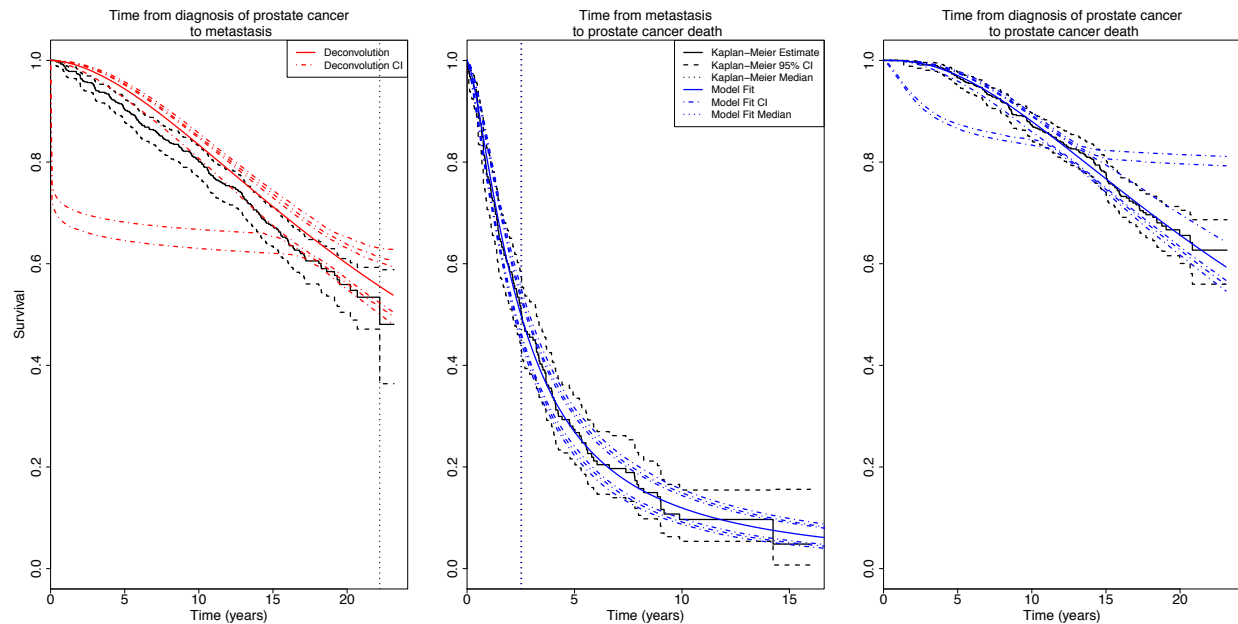 Time from diagnosis of prostate cancer
to metastasis
Survival
0.0
0.2
0.4
0.6
0.8
1.0
0
5
10
15
20
Time (years)
Deconvolution
Deconvolution CI
Time from metastasis
to prostate cancer death
0.0
0.2
0.4
0.6
0.8
1.0
0
5
10
15
Time (years)
Kaplan−Meier Estimate
Kaplan−Meier 95% CI
Kaplan−Meier Median
Model Fit
Model Fit CI
Model Fit Median
Time from diagnosis of prostate cancer
to prostate cancer death
0.0
0.2
0.4
0.6
0.8
1.0
0
5
10
15
20
Time (years)